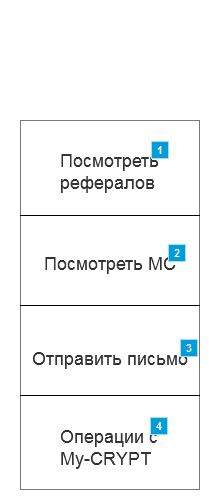 1
Посмотреть
рефералов
2
Посмотреть МС
3
Отправить письмо
4
Операции с
My-CRYPT